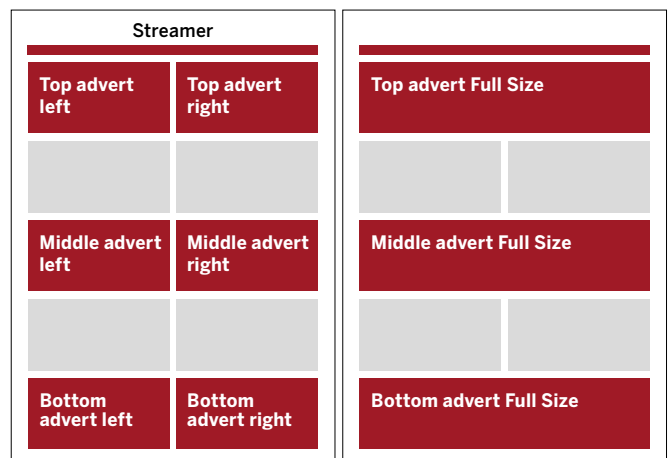 Streamer
Top advert
left
Top advert
right
Middle advert
left
Middle advert
right
Bottom
advert left
Bottom
advert right
Top advert Full Size
Middle advert Full Size
Bottom advert Full Size